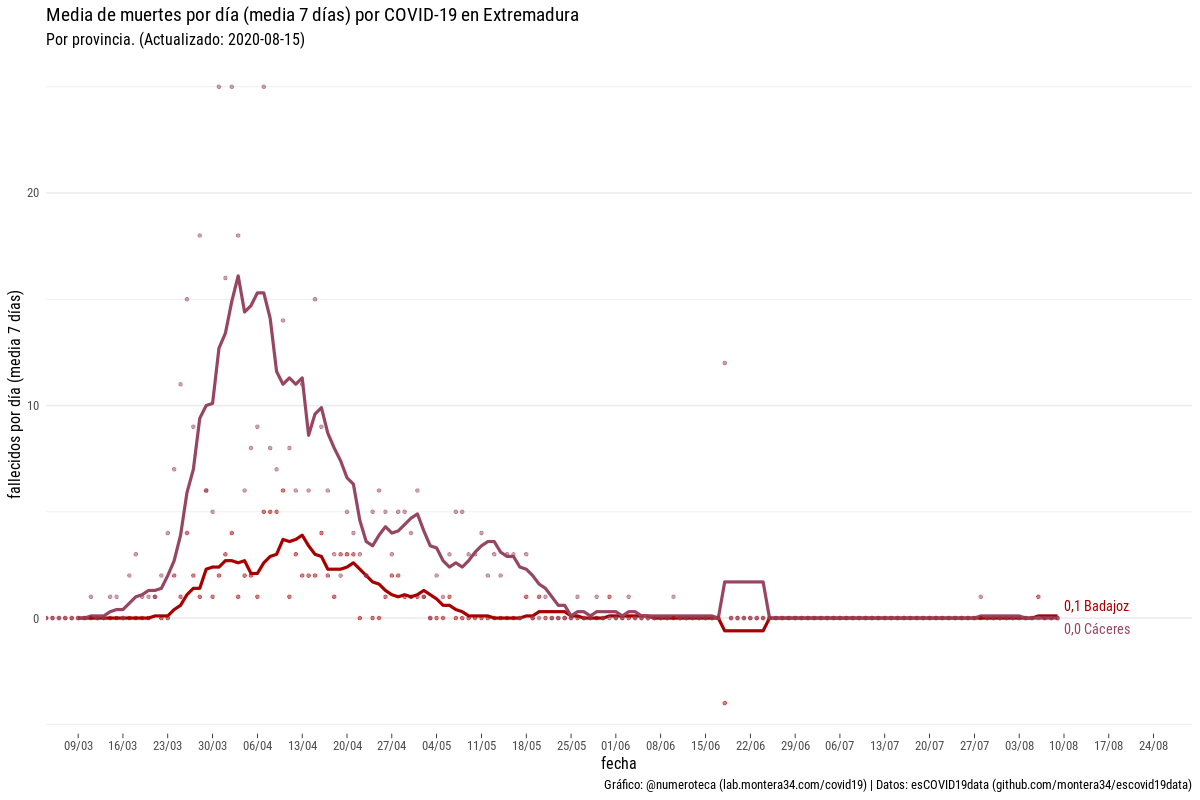 Media de muertes por día (media 7 días) por COVID-19 en Extremadura
Por provincia. (Actualizado: 2020-08-15)
fallecidos por día (media 7 días)
20
10
0
0,1 Badajoz
0,0 Cáceres
09/03 16/03 23/03 30/03 06/04 13/04 20/04 27/04 04/05 11/05 18/05 25/05 01/06 08/06 15/06 22/06 29/06 06/07 13/07 20/07 27/07 03/08 10/08 17/08 24/08
fecha
Gráfico: @numeroteca (lab.montera34.com/covid19) | Datos: esCOVID19data (github.com/montera34/escovid19data)